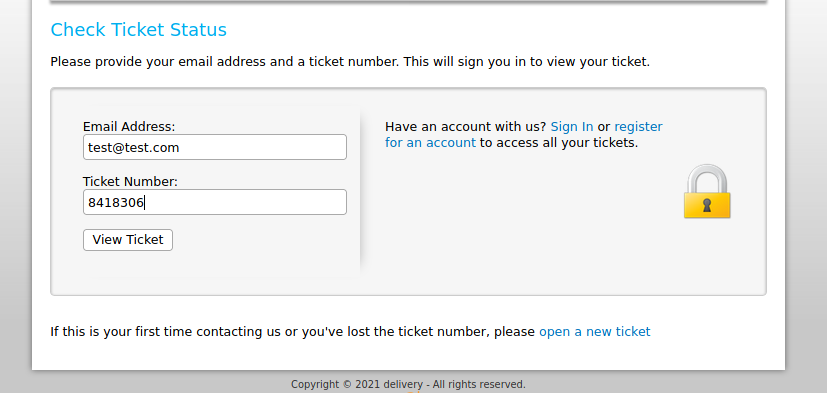 Check Ticket Status
Please provide your email address and a ticket number. This will sign you in to view your ticket.
Email Address:
test@test.com
Ticket Number:
8418306
View Ticket
Have an account with us? Sign In or register
for an account to access all your tickets.
If this is your first time contacting us or you've lost the ticket number, please open a new ticket
Copyright © 2021 delivery - All rights reserved.